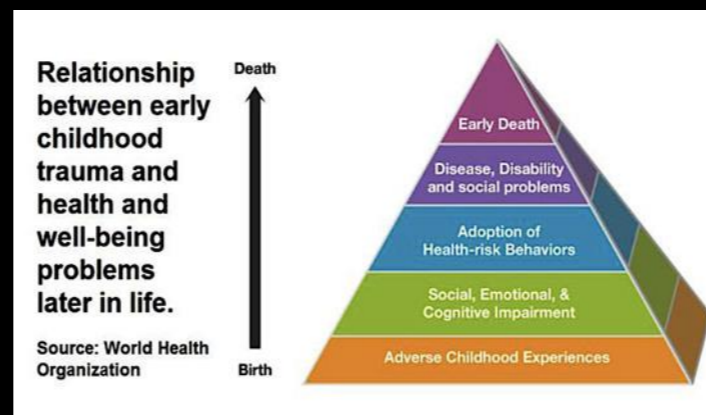 Relationship
between early
childhood
trauma and
health and
well-being
problems
later in life.
Source: World Health
Organization
Death
Birth
Early Death
Disease, Disability
and social problems
Adoption of
Health-risk Behaviors
Social, Emotional, &
Cognitive Impairment
Adverse Childhood Experiences